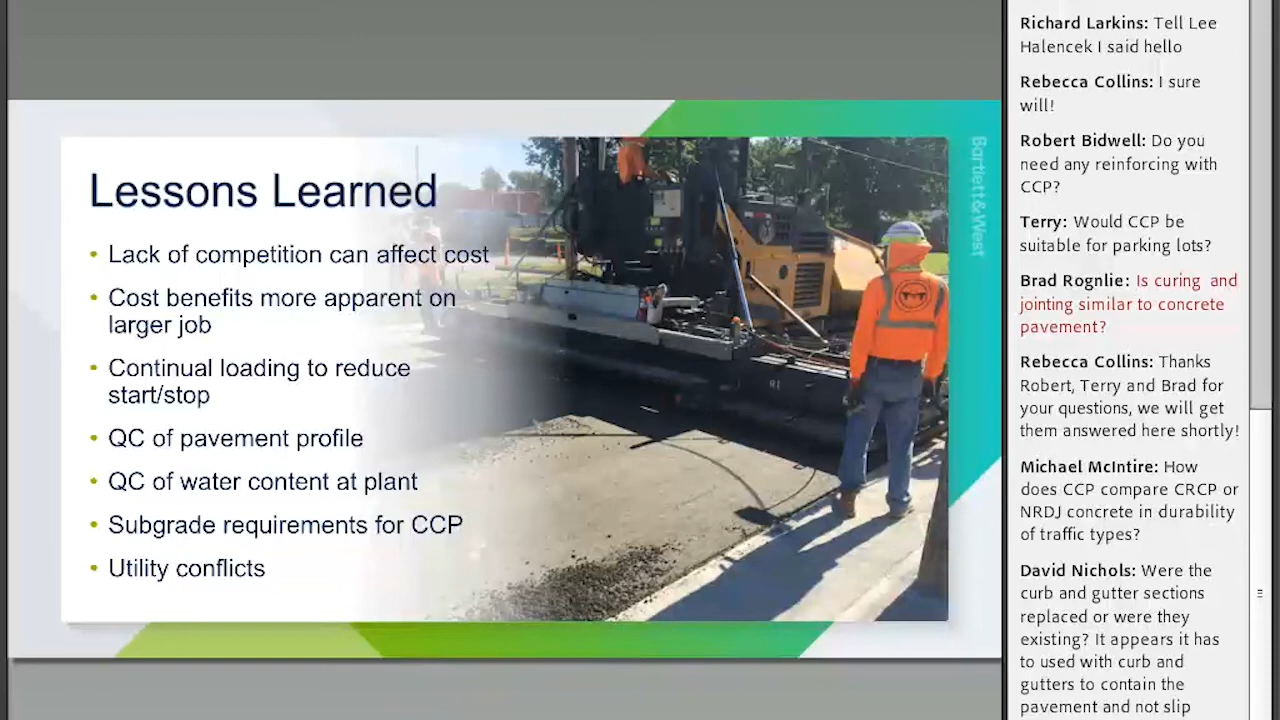 Lessons Learned
• Lack of competition can affect cost
• Cost benefits more apparent on
larger job
• Continual loading to reduce
start/stop
• QC of pavement profile
• QC of water content at plant
• Subgrade requirements for CCP
• Utility conflicts
Bartlett & West
Richard Larkins: Tell Lee
Halencek I said hello
Rebecca Collins: I sure
will!
Robert Bidwell: Do you
need any reinforcing with
CCP?
Terry: Would CCP be
suitable for parking lots?
Brad Rognlie: Is curing and
jointing similar to concrete
pavement?
Rebecca Collins: Thanks
Robert, Terry and Brad for
your questions, we will get
them answered here shortly!
Michael McIntire: How
does CCP compare CRCP or
NRDJ concrete in durability
of traffic types?
David Nichols: Were the
curb and gutter sections
replaced or were they
existing? It appears it has
to used with curb and
gutters to contain the
pavement and not slip